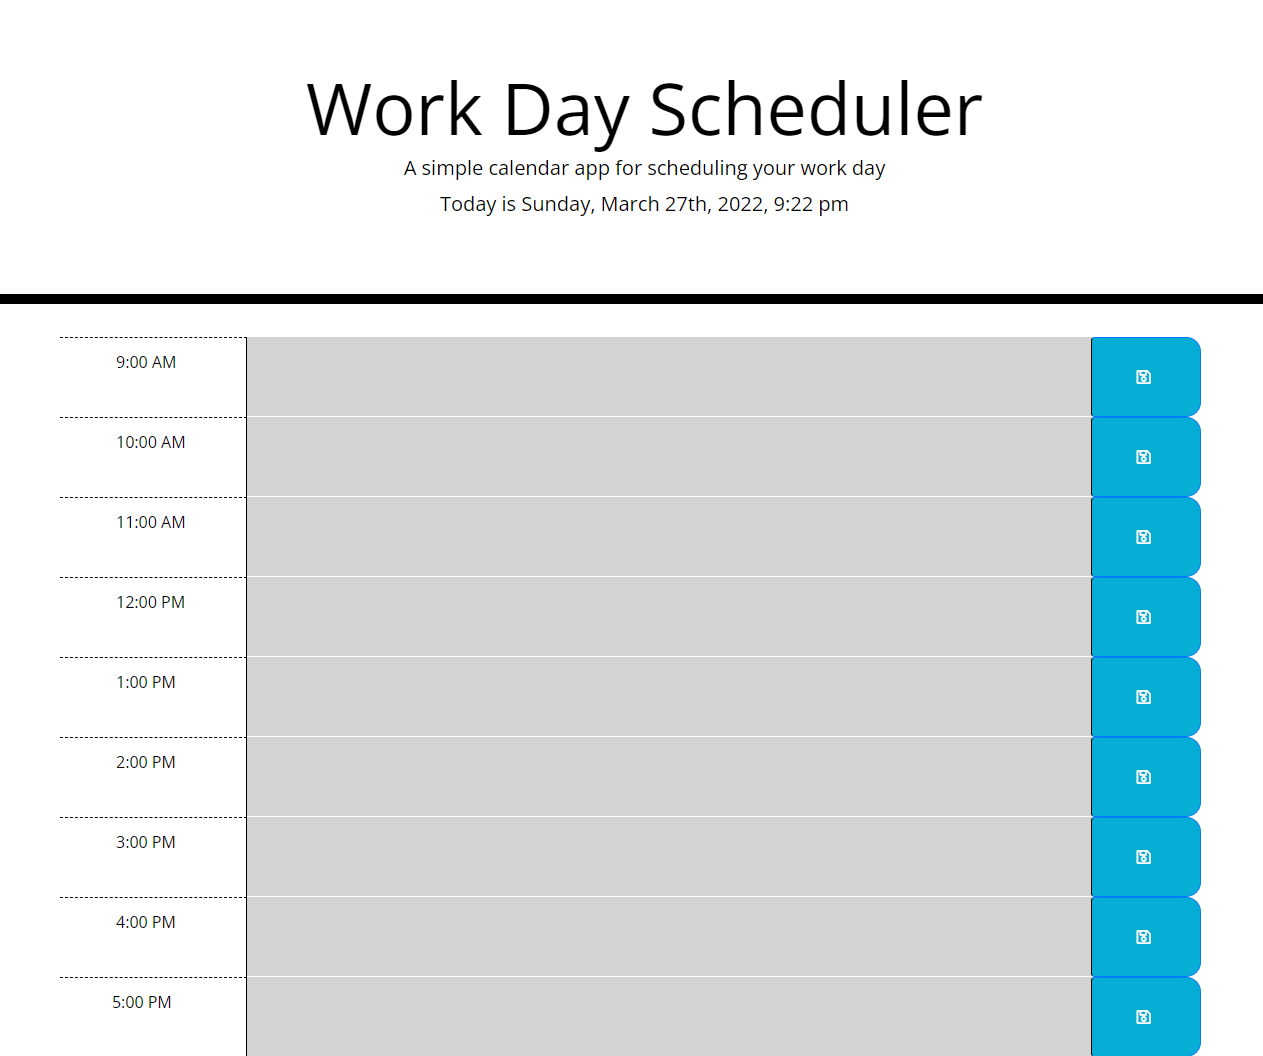 Work Day Scheduler
A simple calendar app for scheduling your work day
Today is Sunday, March 27th, 2022, 9:22 pm
9:00 AM
10:00 AM
11:00 AM
12:00 PM
1:00 PM
2:00 PM
3:00 PM
4:00 PM
5:00 PM